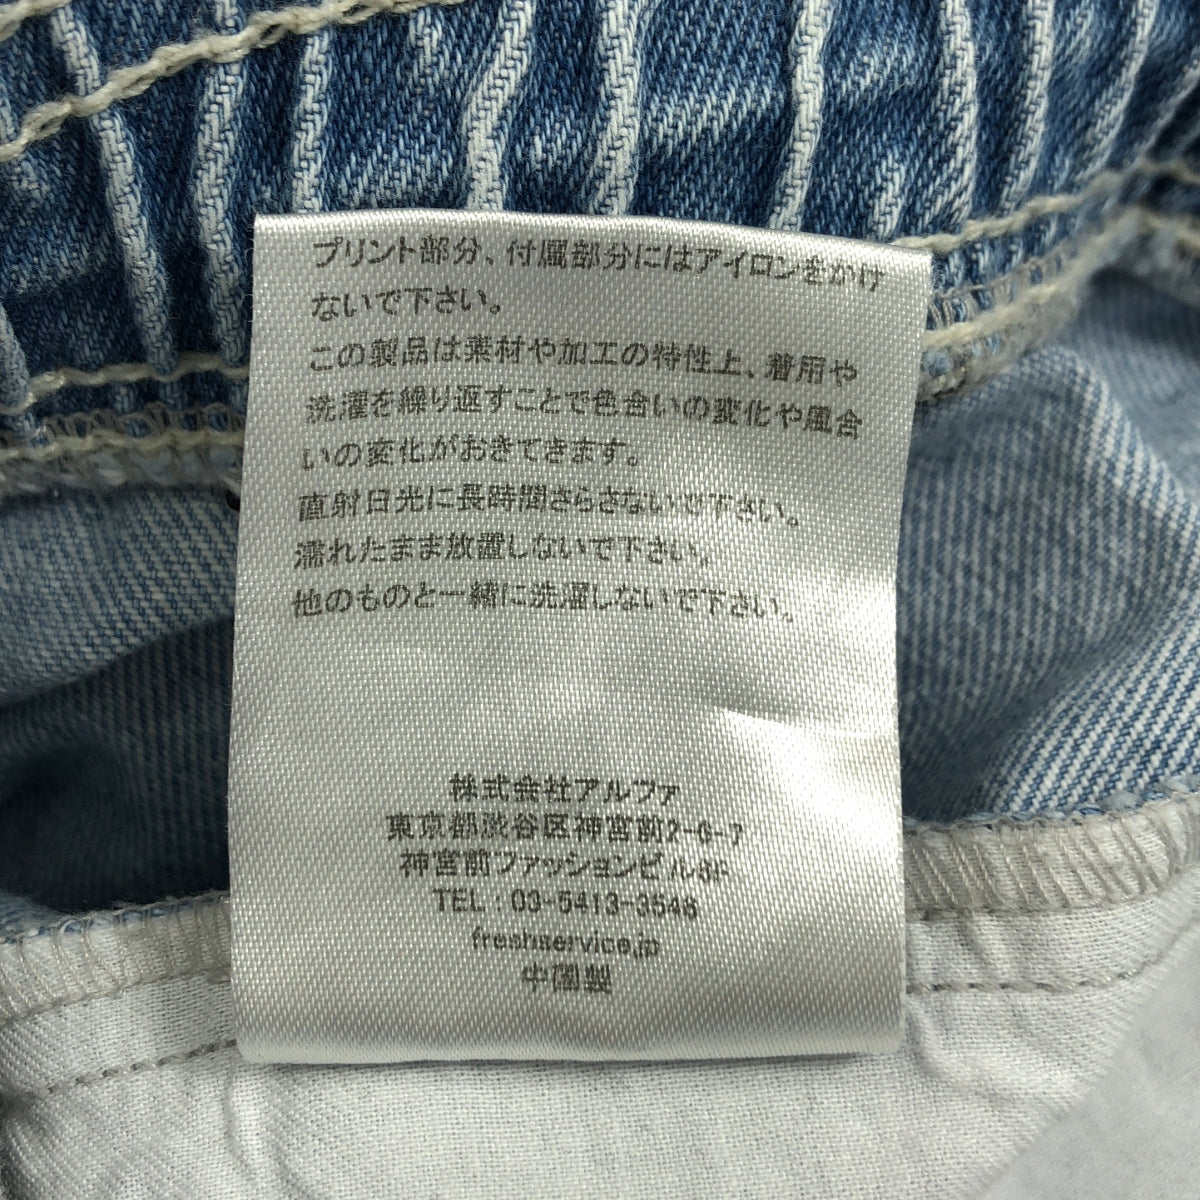 プリント部分、付属部分にはアイロンをかけ
ないで下さい。
この製品は素材や加工の特性上、着用や
洗濯を繰り返すことで色合いの変化や風合
いの変化がおきてきます。
直射日光に長時間さらさないで下さい。
濡れたまま放置しないで下さい。
他のものと一緒に洗濯しないで下さい。
株式会社アルファ
東京都渋谷区神宮前2-6-7
神宮前ファッションビル8F
TEL：03-5413-3546
freshservice.jp
中国製